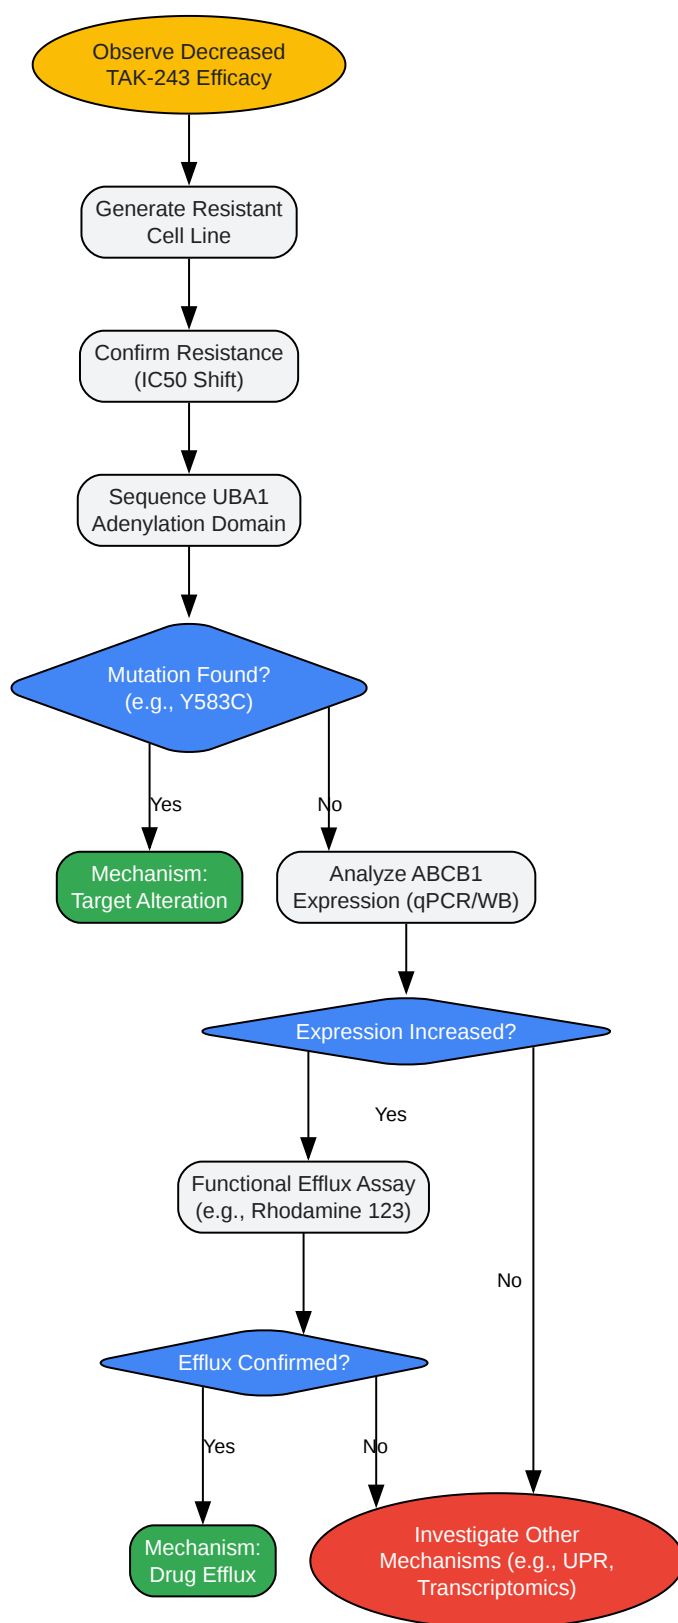 Observe Decreased
TAK-243 Efficacy
Generate Resistant
Cell Line
Confirm Resistance
(IC50 Shift)
Sequence UBA1
Adenylation Domain
Mutation Found?
(e.g., Y583C)
Yes
No
Mechanism:
Target Alteration
Analyze ABCB1
Expression (qPCR/WB)
Expression Increased?
Yes
Functional Efflux Assay
(e.g., Rhodamine 123)
No
Efflux Confirmed?
Yes
No
Mechanism:
Drug Efflux
Investigate Other
Mechanisms (e.g., UPR,
Transcriptomics)